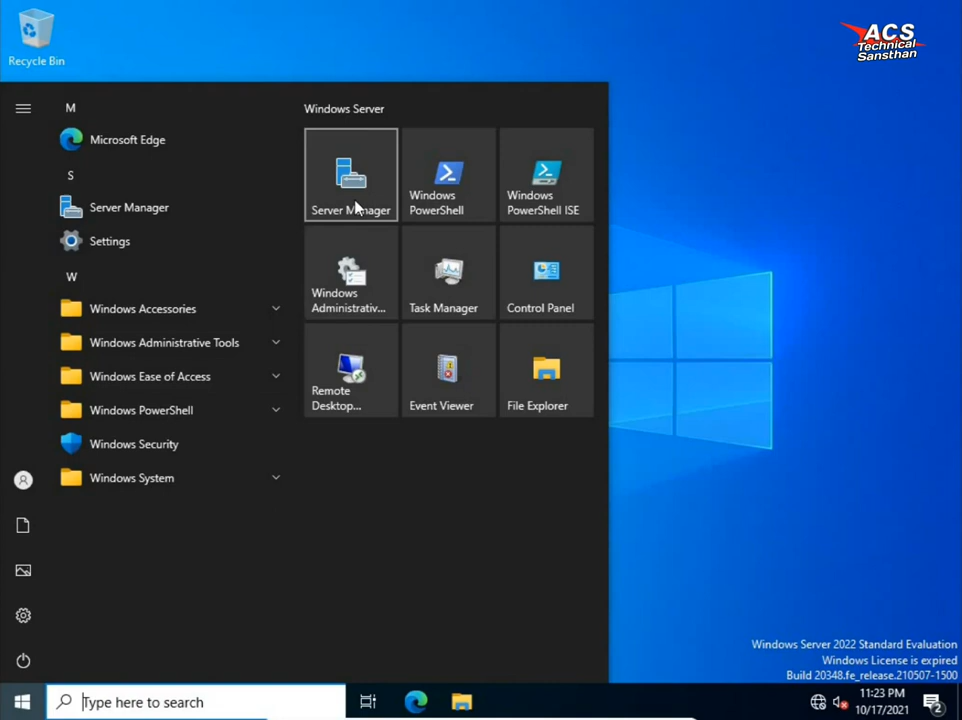 Recycle Bin
ACS
Technical
Sansthan
M
Microsoft Edge
S
Server Manager
Settings
W
Windows Accessories
Windows Administrative Tools
Windows Ease of Access
Windows PowerShell
Windows Security
Windows System
Windows Server
Server Manager
Windows
PowerShell
Windows
PowerShell ISE
Windows
Administrativ...
Task Manager
Control Panel
Remote
Desktop...
Event Viewer
File Explorer
Windows Server 2022 Standard Evaluation
Windows License is expired
Build 20348.fe_release.210507-1500
Type here to search
11:23 PM
10/17/2021
2